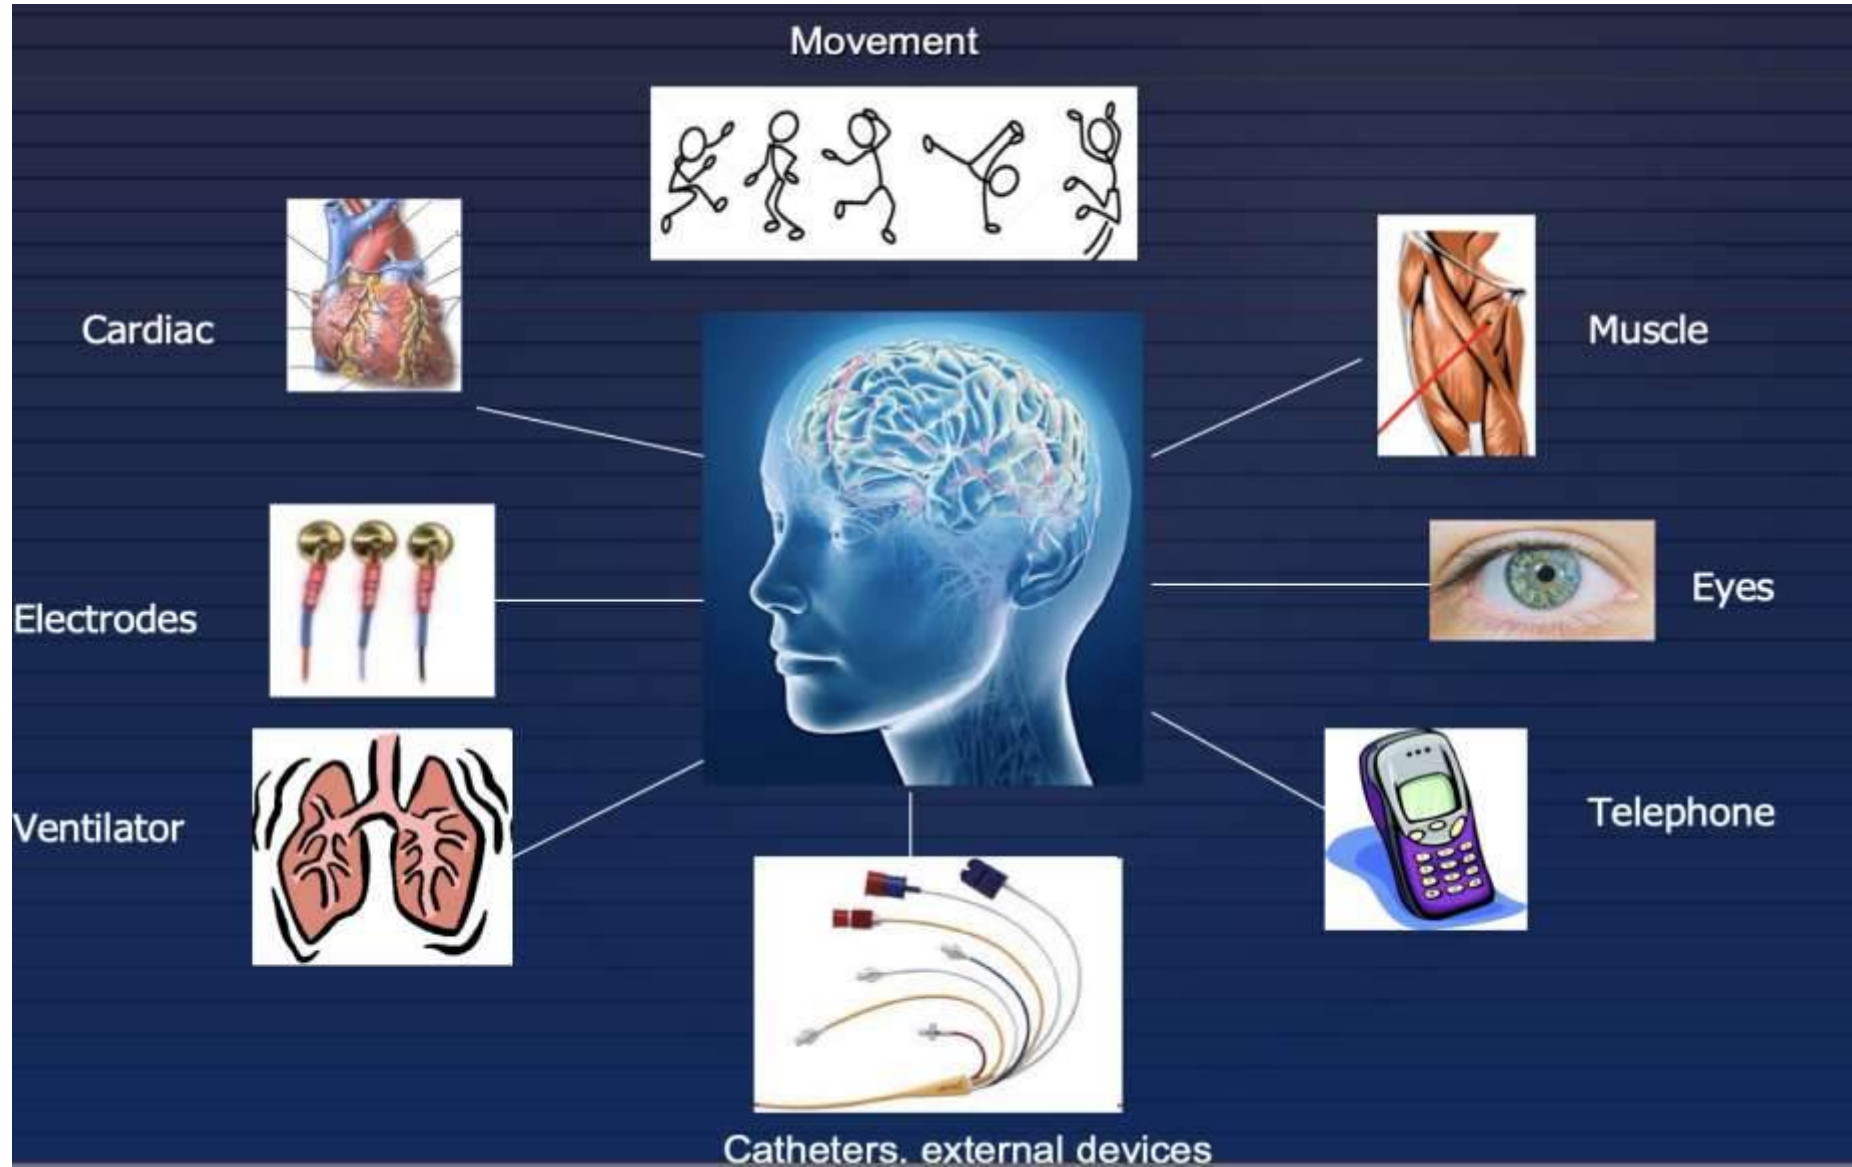 Movement
Cardiac
Muscle
Electrodes
Eyes
Ventilator
Telephone
Catheters. external devices